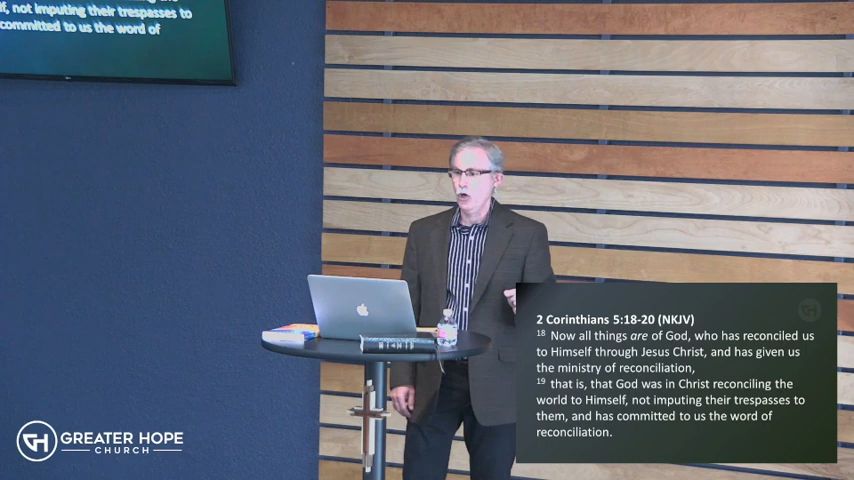 f, not imputing their trespasses to
committed to us the word of
2 Corinthians 5:18-20 (NKJV)
18 Now all things are of God, who has reconciled us
to Himself through Jesus Christ, and has given us
the ministry of reconciliation,
19 that is, that God was in Christ reconciling the
world to Himself, not imputing their trespasses to
them, and has committed to us the word of
reconciliation.
GREATER HOPE
CHURCH